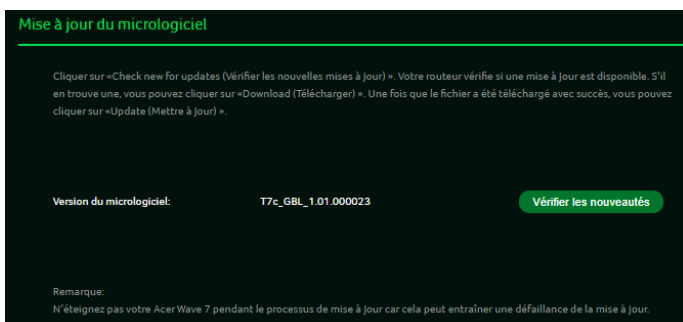 Mise à jour du micrologiciel
Cliquer sur «Check new for updates (Vérifier les nouvelles mises à jour) ». Votre routeur vérifie si une mise à jour est disponible. S'il
en trouve une, vous pouvez cliquer sur «Download (Télécharger) ». Une fois que le fichier a été téléchargé avec succès, vous pouvez
cliquer sur «Update (Mettre à jour) ».
Version du micrologiciel: T7c_GBL_1.01.000023 Vérifier les nouveautés
Remarque:
N'éteignez pas votre Acer Wave 7 pendant le processus de mise à jour car cela peut entraîner une défaillance de la mise à jour.